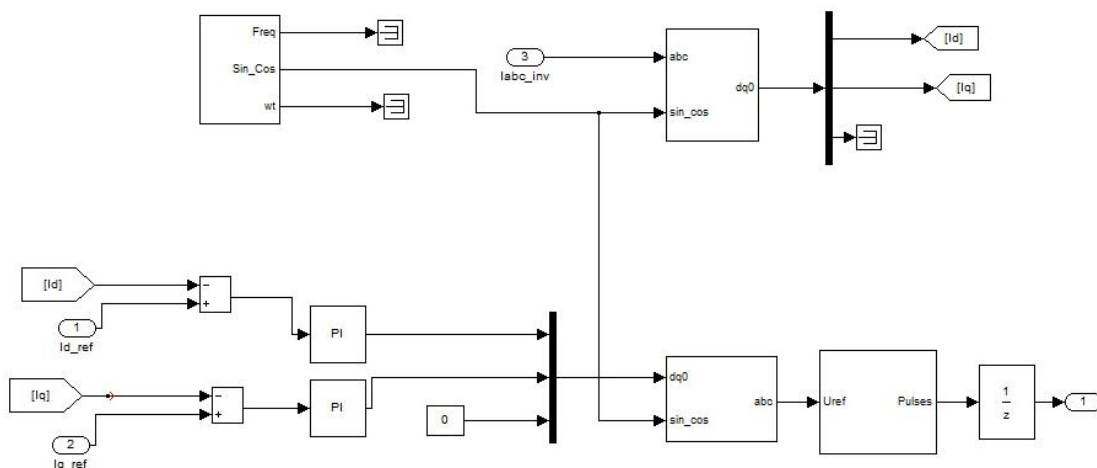 Freq
Sin_Cos
wt
3
Iabc_inv
abc
sin_cos
dq0
[Id]
[Iq]
[Id]
1
Id_ref
−
+
PI
[Iq]
2
Iq_ref
−
+
PI
0
dq0
sin_cos
abc
Uref
Pulses
1
z
1